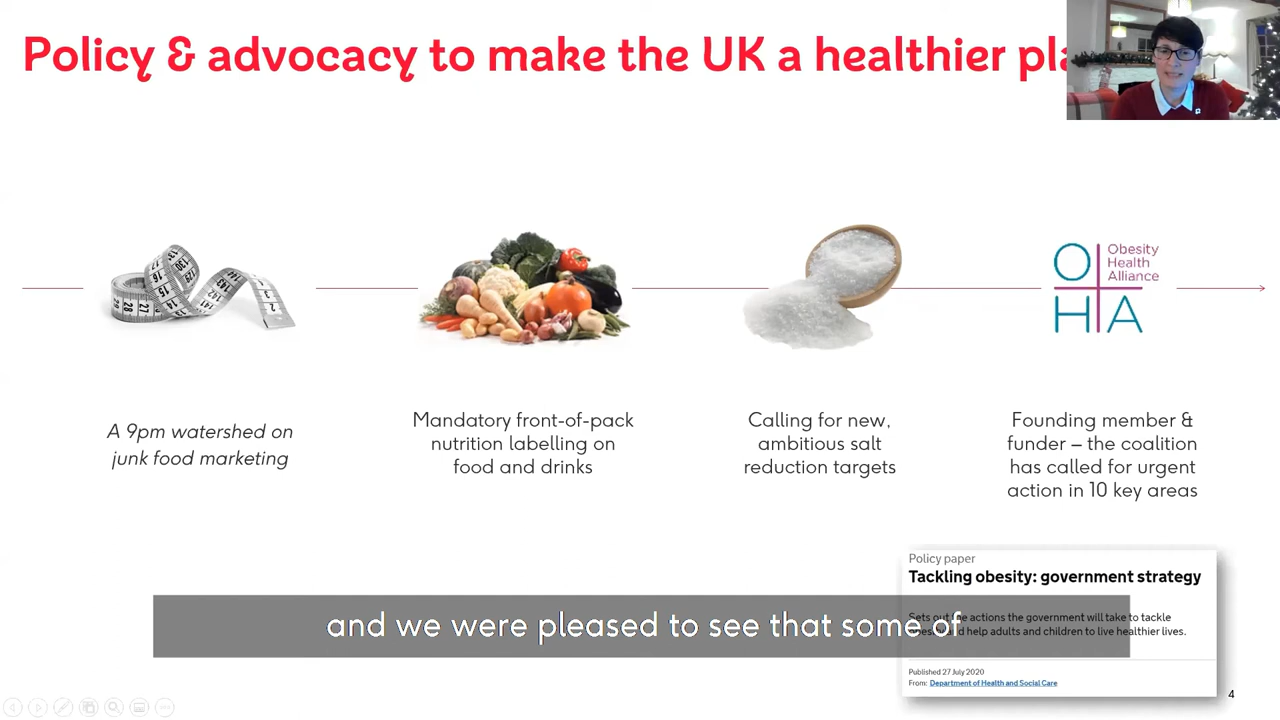 Policy & advocacy to make the UK a healthier pla
Obesity
Health
Alliance
O
HA
A 9pm watershed on
junk food marketing
Mandatory front-of-pack
nutrition labelling on
food and drinks
Calling for new,
ambitious salt
reduction targets
Founding member &
funder – the coalition
has called for urgent
action in 10 key areas
Policy paper
Tackling obesity: government strategy
Sets out the actions the government will take to tackle
and help adults and children to live healthier lives.
Published 27 July 2020
From: Department of Health and Social Care
and we were pleased to see that some of
4